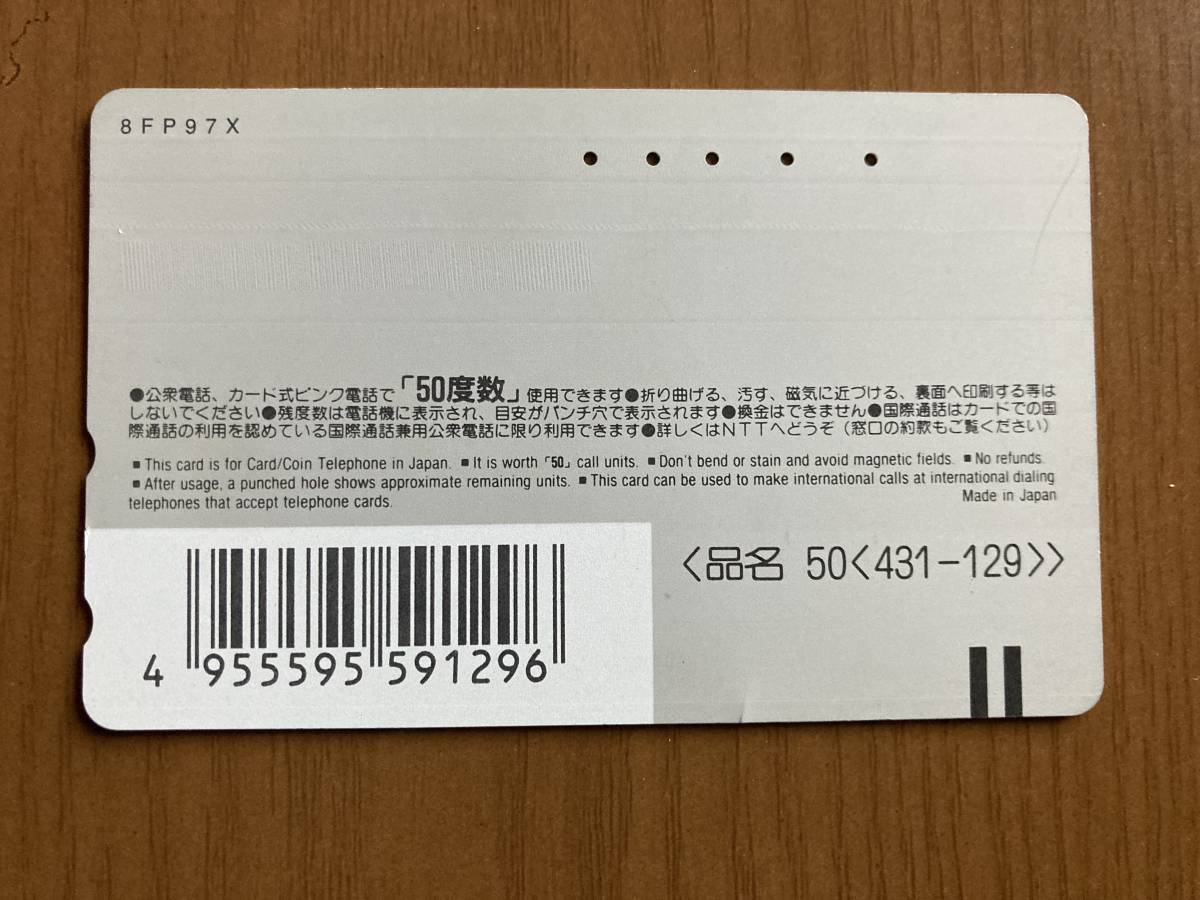 8FP97X
●公衆電話、カード式ピンク電話で「50度数」使用できます●折り曲げる、汚す、磁気に近づける、裏面へ印刷する等は
しないでください●残度数は電話機に表示され、目安がパンチ穴で表示されます●換金はできません●国際通話はカードでの国
際通話の利用を認めている国際通話兼用公衆電話に限り利用できます●詳しくはNTTへどうぞ(窓口の約款もご覧ください)
■This card is for Card/Coin Telephone in Japan. ■It is worth「50」call units. ■Don't bend or stain and avoid magnetic fields. ■No refunds.
■After usage, a punched hole shows approximate remaining units. ■This card can be used to make international calls at international dialing
telephones that accept telephone cards. Made in Japan
<品名 50<431-129>>
4 955595 591296